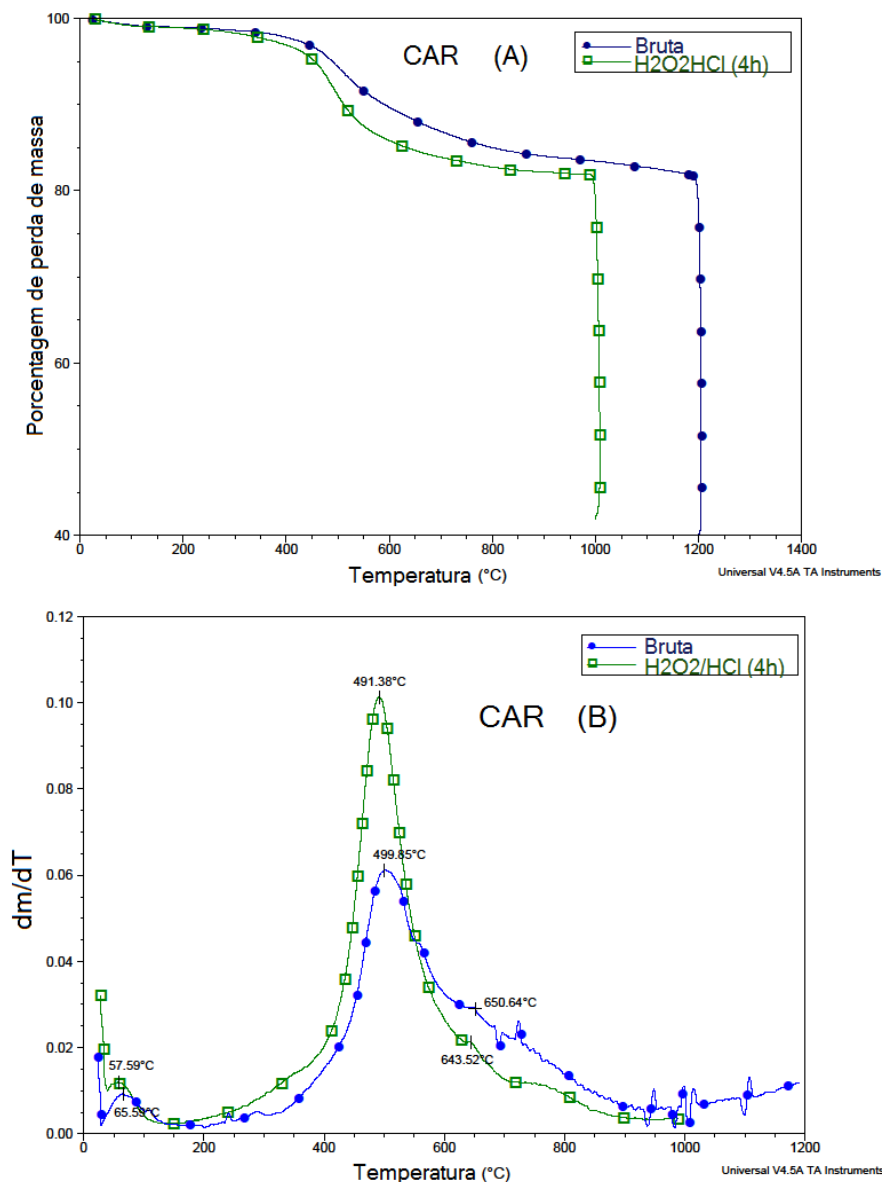 CAR (A)
Bruta
H2O2HCl (4h)
Porcentagem de perda de massa
100
80
60
40
0
200
400
600
800
1000
1200
1400
Temperatura (°C)
Universal V4.5A TA Instruments
0.12
Bruta
H2O2/HCl (4h)
CAR (B)
491.38°C
0.10
0.08
499.85°C
0.06
dm/dT
0.04
650.64°C
643.52°C
0.02
57.59°C
65.59°C
0.00
0
200
400
600
800
1000
1200
Temperatura (°C)
Universal V4.5A TA Instruments